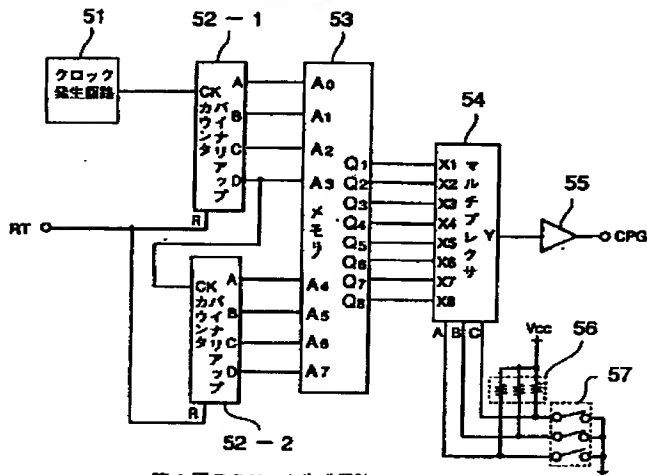 51
クロック
発生回路
52-1
CK
バイナリアップ
カウンタ
A
B
C
D
R
RT
CK
バイナリアップ
カウンタ
A
B
C
D
R
52-2
53
A0
A1
A2
A3
A4
A5
A6
A7
メモリ
Q1
Q2
Q3
Q4
Q5
Q6
Q7
Q8
54
X1
X2
X3
X4
X5
X6
X7
X8
マルチプレクサ
Y
A B C
55
CPG
Vcc
56
57